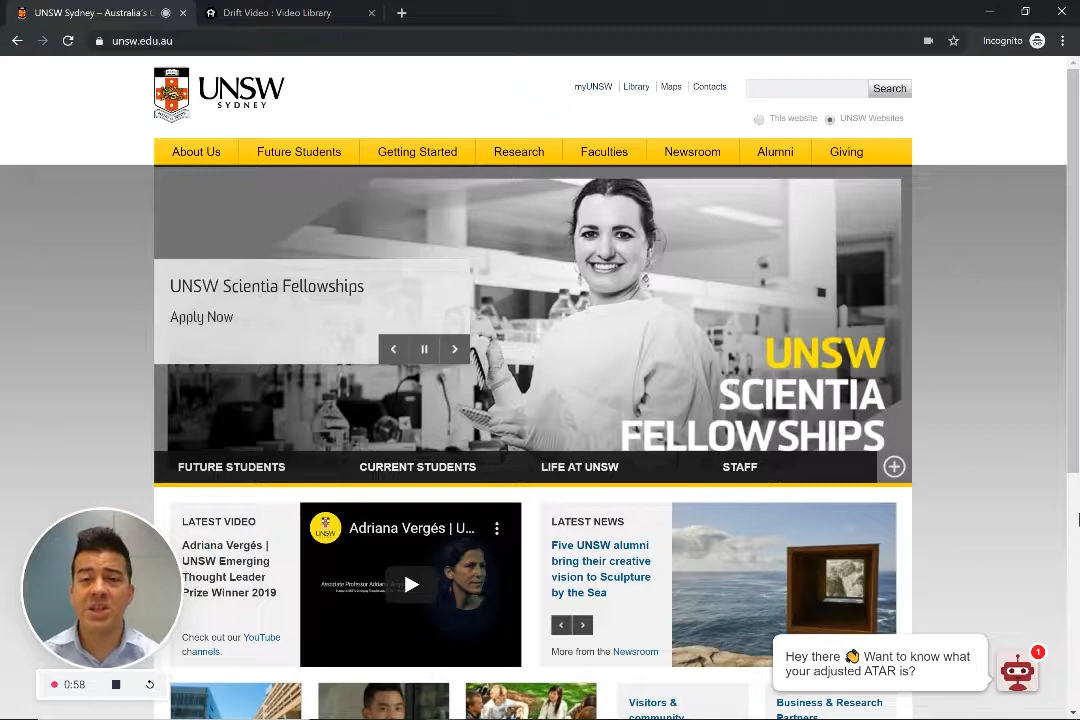 UNSW Sydney – Australia's G
Drift Video : Video Library
unsw.edu.au
Incognito
UNSW
SYDNEY
myUNSW Library Maps Contacts
Search
This website UNSW Websites
About Us Future Students Getting Started Research Faculties Newsroom Alumni Giving
UNSW Scientia Fellowships
Apply Now
UNSW
SCIENTIA
FELLOWSHIPS
FUTURE STUDENTS CURRENT STUDENTS LIFE AT UNSW STAFF
LATEST VIDEO
Adriana Vergés |
UNSW Emerging
Thought Leader
Prize Winner 2019
Check out our YouTube
channels.
Adriana Vergés | U...
LATEST NEWS
Five UNSW alumni
bring their creative
vision to Sculpture
by the Sea
More from the Newsroom
Hey there 👋 Want to know what
your adjusted ATAR is?
1
0:58
Visitors &
community
Business & Research
Partners